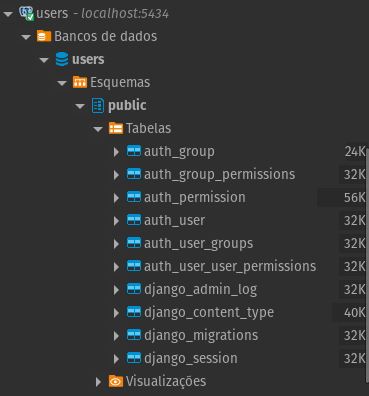 users - localhost:5434
Bancos de dados
users
Esquemas
public
Tabelas
auth_group 24K
auth_group_permissions 32K
auth_permission 56K
auth_user 32K
auth_user_groups 32K
auth_user_user_permissions 32K
django_admin_log 32K
django_content_type 40K
django_migrations 32K
django_session 32K
Visualizações